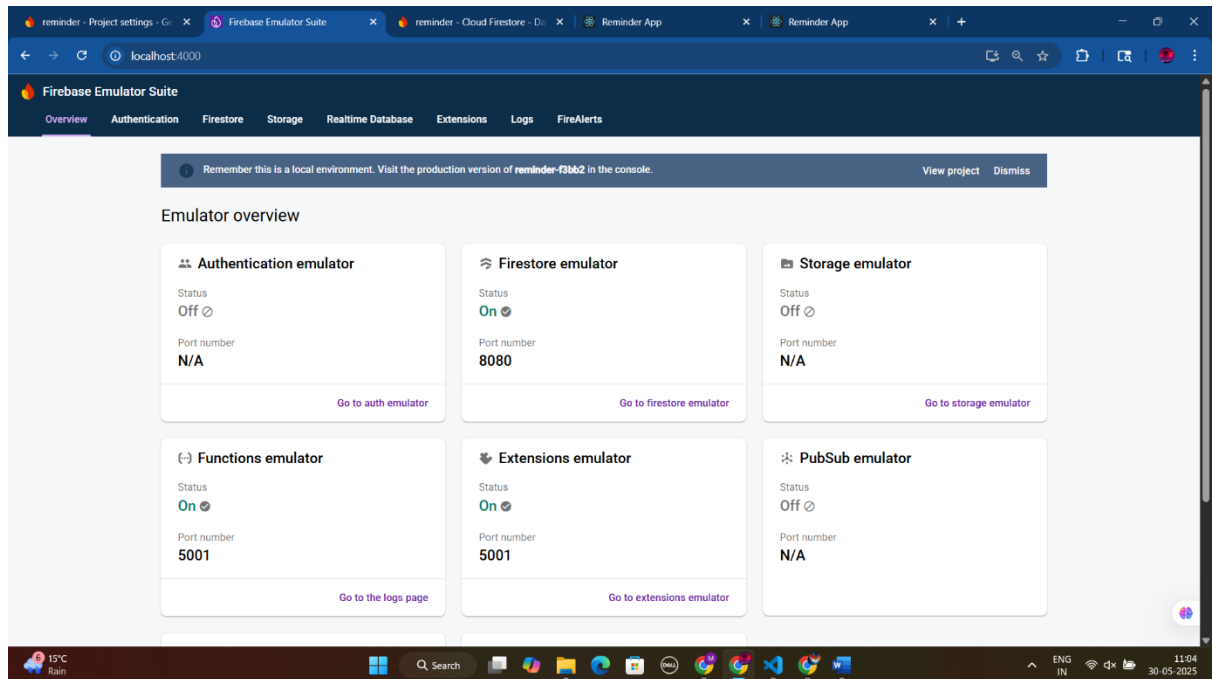 reminder - Project settings - Ge
Firebase Emulator Suite
reminder - Cloud Firestore - Da
Reminder App
Reminder App
localhost:4000
Firebase Emulator Suite
Overview Authentication Firestore Storage Realtime Database Extensions Logs FireAlerts
Remember this is a local environment. Visit the production version of reminder-f3bb2 in the console. View project Dismiss
Emulator overview
Authentication emulator
Status
Off
Port number
N/A
Go to auth emulator
Firestore emulator
Status
On
Port number
8080
Go to firestore emulator
Storage emulator
Status
Off
Port number
N/A
Go to storage emulator
Functions emulator
Status
On
Port number
5001
Go to the logs page
Extensions emulator
Status
On
Port number
5001
Go to extensions emulator
PubSub emulator
Status
Off
Port number
N/A
6
15°C
Rain
Search
DELL
M
ENG
IN
11:04
30-05-2025